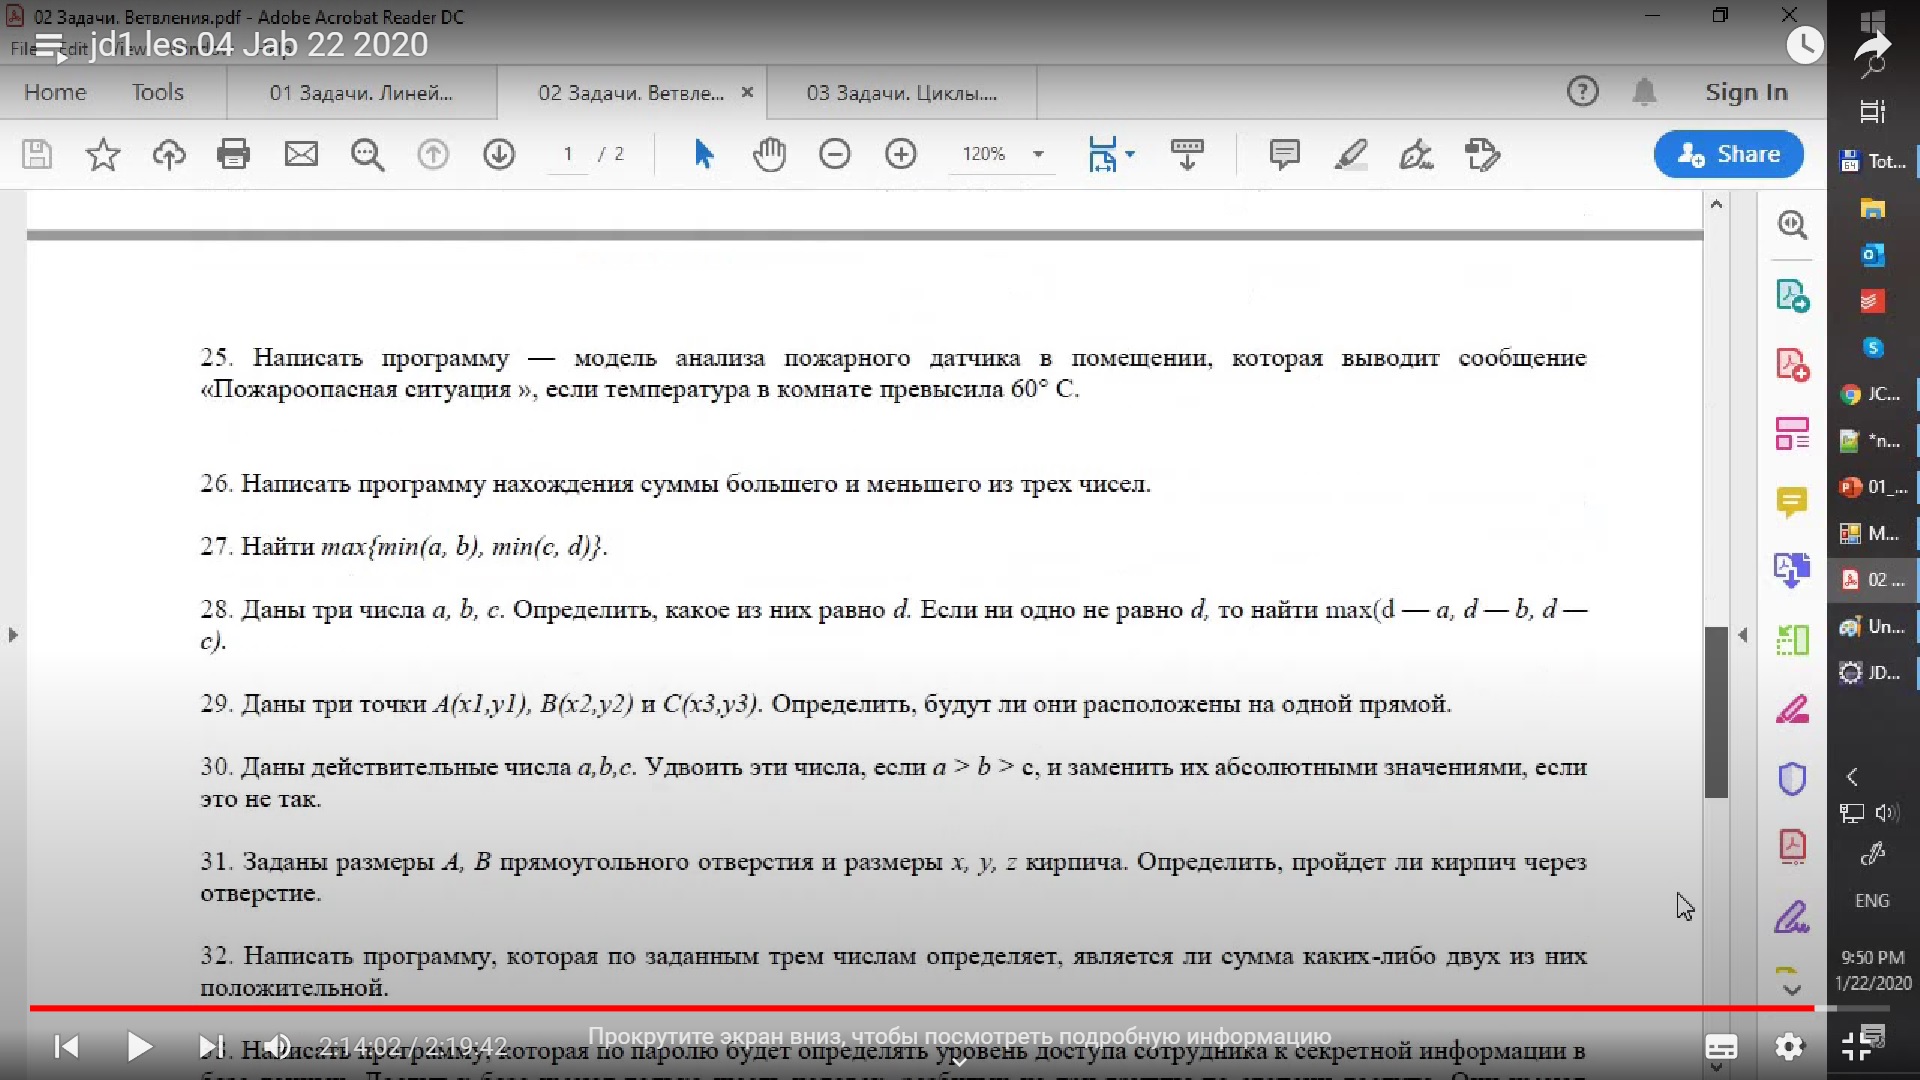 02 Задачи. Ветвления.pdf - Adobe Acrobat Reader DC
jd1 les 04 Jab 22 2020
Home Tools 01 Задачи. Линей... 02 Задачи. Ветвле... 03 Задачи. Циклы.... Sign In
1 / 2 120% Share
25. Написать программу — модель анализа пожарного датчика в помещении, которая выводит сообщение
«Пожароопасная ситуация », если температура в комнате превысила 60° С.
26. Написать программу нахождения суммы большего и меньшего из трех чисел.
27. Найти max{min(a, b), min(c, d)}.
28. Даны три числа a, b, c. Определить, какое из них равно d. Если ни одно не равно d, то найти max(d — a, d — b, d —
c).
29. Даны три точки A(x1,y1), B(x2,y2) и C(x3,y3). Определить, будут ли они расположены на одной прямой.
30. Даны действительные числа a,b,c. Удвоить эти числа, если a > b > c, и заменить их абсолютными значениями, если
это не так.
31. Заданы размеры A, B прямоугольного отверстия и размеры x, y, z кирпича. Определить, пройдет ли кирпич через
отверстие.
32. Написать программу, которая по заданным трем числам определяет, является ли сумма каких-либо двух из них
положительной.
Прокрутите экран вниз, чтобы посмотреть подробную информацию
2:14:02 / 2:19:42
которая по паролю будет определять уровень доступа сотрудника к секретной информации в
Tot...
JC...
*n...
01_...
M...
02 ...
Un...
JD...
ENG
9:50 PM
1/22/2020